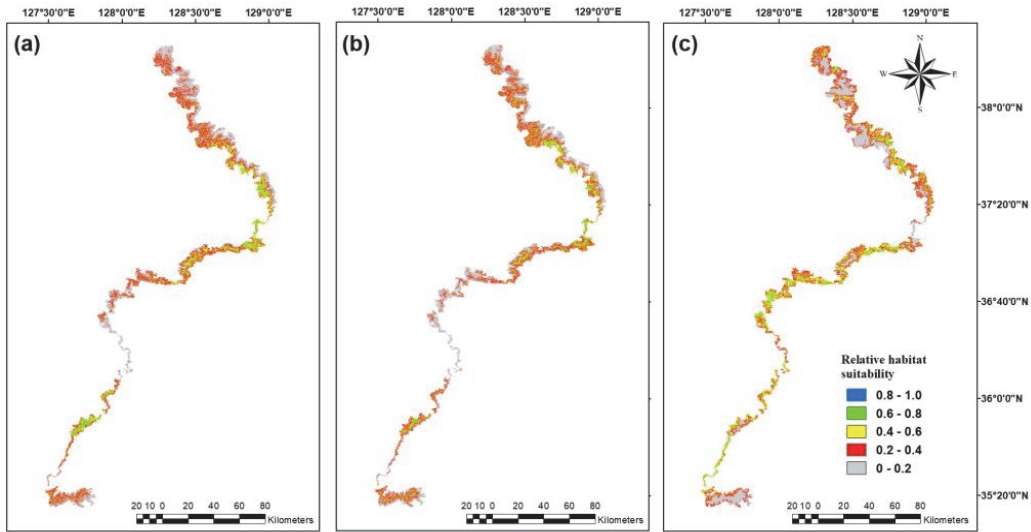 127°30'0"E 128°0'0"E 128°30'0"E 129°0'0"E
(a)
20 10 0 20 40 60 80
Kilometers
127°30'0"E 128°0'0"E 128°30'0"E 129°0'0"E
(b)
20 10 0 20 40 60 80
Kilometers
127°30'0"E 128°0'0"E 128°30'0"E 129°0'0"E
(c)
N
W E
S
38°0'0"N
37°20'0"N
36°40'0"N
36°0'0"N
35°20'0"N
Relative habitat
suitability
0.8 - 1.0
0.6 - 0.8
0.4 - 0.6
0.2 - 0.4
0 - 0.2
20 10 0 20 40 60 80
Kilometers